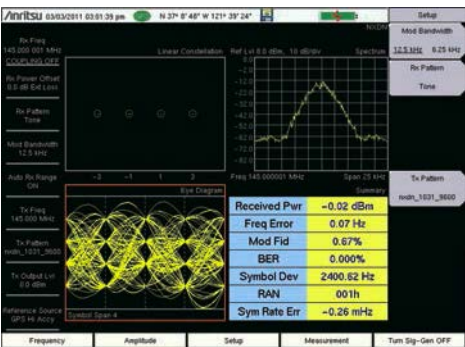 Anritsu 03/03/2011 03:01:39 pm N 37° 8' 48" W 121° 39' 24" Setup
NXDN
Rx Freq
145.000 001 MHz
COUPLING OFF
Rx Power Offset
0.0 dB Ext Loss
Rx Pattern
Tone
Mod Bandwidth
12.5 kHz
Auto Rx Range
ON
Tx Freq
145.000 MHz
Tx Pattern
nxdn_1031_9600
Tx Output Lvl
0.0 dBm
Reference Source
GPS Hi Accy
Linear Constellation
-3 -1 1 3
Ref Lvl 0.0 dBm, 10 dB/div Spectrum
Freq 145.000001 MHz Span 25 kHz
Eye Diagram
Symbol Span 4
Summary
Received Pwr -0.02 dBm
Freq Error 0.07 Hz
Mod Fid 0.67%
BER 0.000%
Symbol Dev 2400.62 Hz
RAN 001h
Sym Rate Err -0.26 mHz
Mod Bandwidth
12.5 kHz 6.25 kHz
Rx Pattern
Tone
Tx Pattern
nxdn_1031_9600
Frequency Amplitude Setup Measurement Turn Sig-Gen OFF